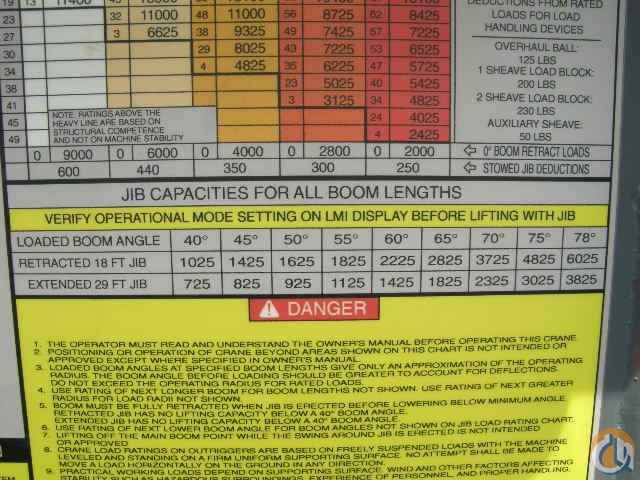 19 13 11400 45 13000 8725 62 8425
DEDUCTIONS FROM RATED
23 32 11000 48 11000 56 8725 62 8425
LOADS FOR LOAD
27 3 6625 38 9325 49 7425 57 7225
HANDLING DEVICES
30 29 8025 43 7225 53 6525
OVERHAUL BALL:
125 LBS
34 4 4825 36 6225 47 5725
1 SHEAVE LOAD BLOCK:
200 LBS
38 23 5025 40 5425
2 SHEAVE LOAD BLOCK:
230 LBS
41 3 3125 34 4825
AUXILIARY SHEAVE:
50 LBS
45 24 4025
49 4 2425
NOTE: RATINGS ABOVE THE
HEAVY LINE ARE BASED ON
STRUCTURAL COMPETENCE
AND NOT ON MACHINE STABILITY
0 9000 0 6000 0 4000 0 2800 0 2000 0° BOOM RETRACT LOADS
600 440 350 300 250 STOWED JIB DEDUCTIONS
JIB CAPACITIES FOR ALL BOOM LENGTHS
VERIFY OPERATIONAL MODE SETTING ON LMI DISPLAY BEFORE LIFTING WITH JIB
LOADED BOOM ANGLE 40° 45° 50° 55° 60° 65° 70° 75° 78°
RETRACTED 18 FT JIB 1025 1425 1625 1825 2225 2825 3725 4825 6025
EXTENDED 29 FT JIB 725 825 925 1125 1425 1825 2325 3025 3825
DANGER
1. THE OPERATOR MUST READ AND UNDERSTAND THE OWNER'S MANUAL BEFORE OPERATING THIS CRANE.
2. POSITIONING OR OPERATION OF CRANE BEYOND AREAS SHOWN ON THIS CHART IS NOT INTENDED OR
APPROVED EXCEPT WHERE SPECIFIED IN OWNER'S MANUAL.
3. LOADED BOOM ANGLES AT SPECIFIED BOOM LENGTHS GIVE ONLY AN APPROXIMATION OF THE OPERATING
RADIUS. THE BOOM ANGLE BEFORE LOADING SHOULD BE GREATER TO ACCOUNT FOR DEFLECTIONS.
DO NOT EXCEED THE OPERATING RADIUS FOR RATED LOADS.
4. USE RATING OF NEXT LONGER BOOM FOR BOOM LENGTHS NOT SHOWN. USE RATING OF NEXT GREATER
RADIUS FOR LOAD RADII NOT SHOWN.
5. BOOM MUST BE FULLY RETRACTED WHEN JIB IS ERECTED BEFORE LOWERING BELOW MINIMUM ANGLE.
RETRACTED JIB HAS NO LIFTING CAPACITY BELOW A 40° BOOM ANGLE.
EXTENDED JIB HAS NO LIFTING CAPACITY BELOW A 40° BOOM ANGLE.
6. USE RATING OF NEXT LOWER BOOM FOR BOOM ANGLES NOT SHOWN ON JIB LOAD RATING CHART.
7. LIFTING OFF THE MAIN BOOM POINT WHILE THE SWING AROUND JIB IS ERECTED IS NOT INTENDED
OR APPROVED
8. CRANE LOAD RATINGS ON OUTRIGGERS ARE BASED ON FREELY SUSPENDED LOADS WITH THE MACHINE
LEVELED AND STANDING ON A FIRM UNIFORM SUPPORTING SURFACE. NO ATTEMPT SHALL BE MADE TO
MOVE A LOAD HORIZONTALLY ON THE GROUND IN ANY DIRECTION.
9. PRACTICAL WORKING LOADS DEPEND ON SUPPORTING SURFACE, WIND AND OTHER FACTORS AFFECTING
STABILITY SUCH AS HAZARDOUS SURROUNDINGS, EXPERIENCE OF PERSONNEL, AND PROPER HANDLING.